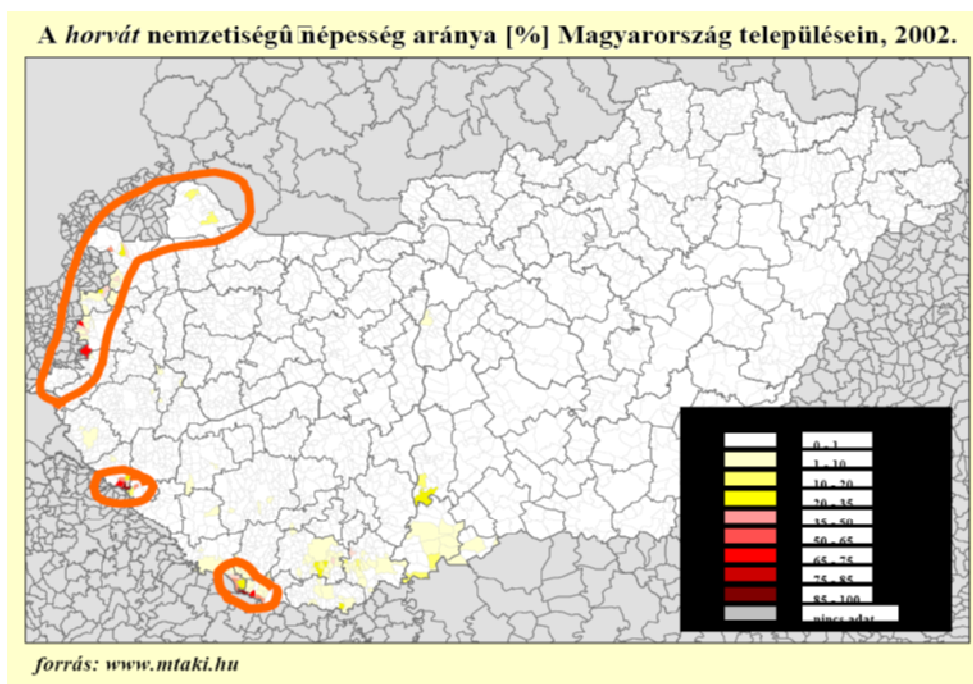 A horvát nemzetiségû népesség aránya [%] Magyarország településein, 2002.
0 - 1
1 - 10
10 - 20
20 - 35
35 - 50
50 - 65
65 - 75
75 - 85
85 - 100
nincs adat
forrás: www.mtaki.hu